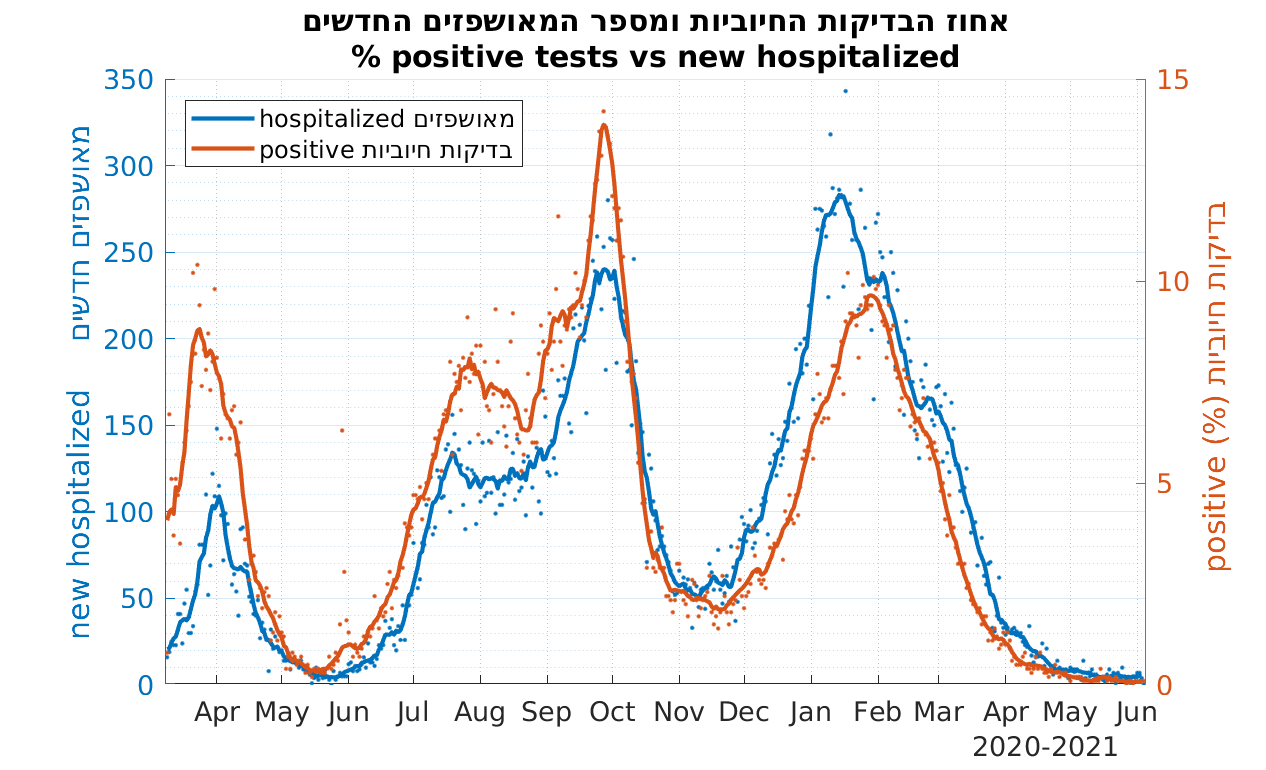 אחוז הבדיקות החיוביות ומספר המאושפזים החדשים
% positive tests vs new hospitalized
hospitalized מאושפזים
positive בדיקות חיוביות
350
300
250
200
150
100
50
0
new hospitalized מאושפזים חדשים
15
10
5
0
positive (%) בדיקות חיוביות
Apr May Jun Jul Aug Sep Oct Nov Dec Jan Feb Mar Apr May Jun
2020-2021